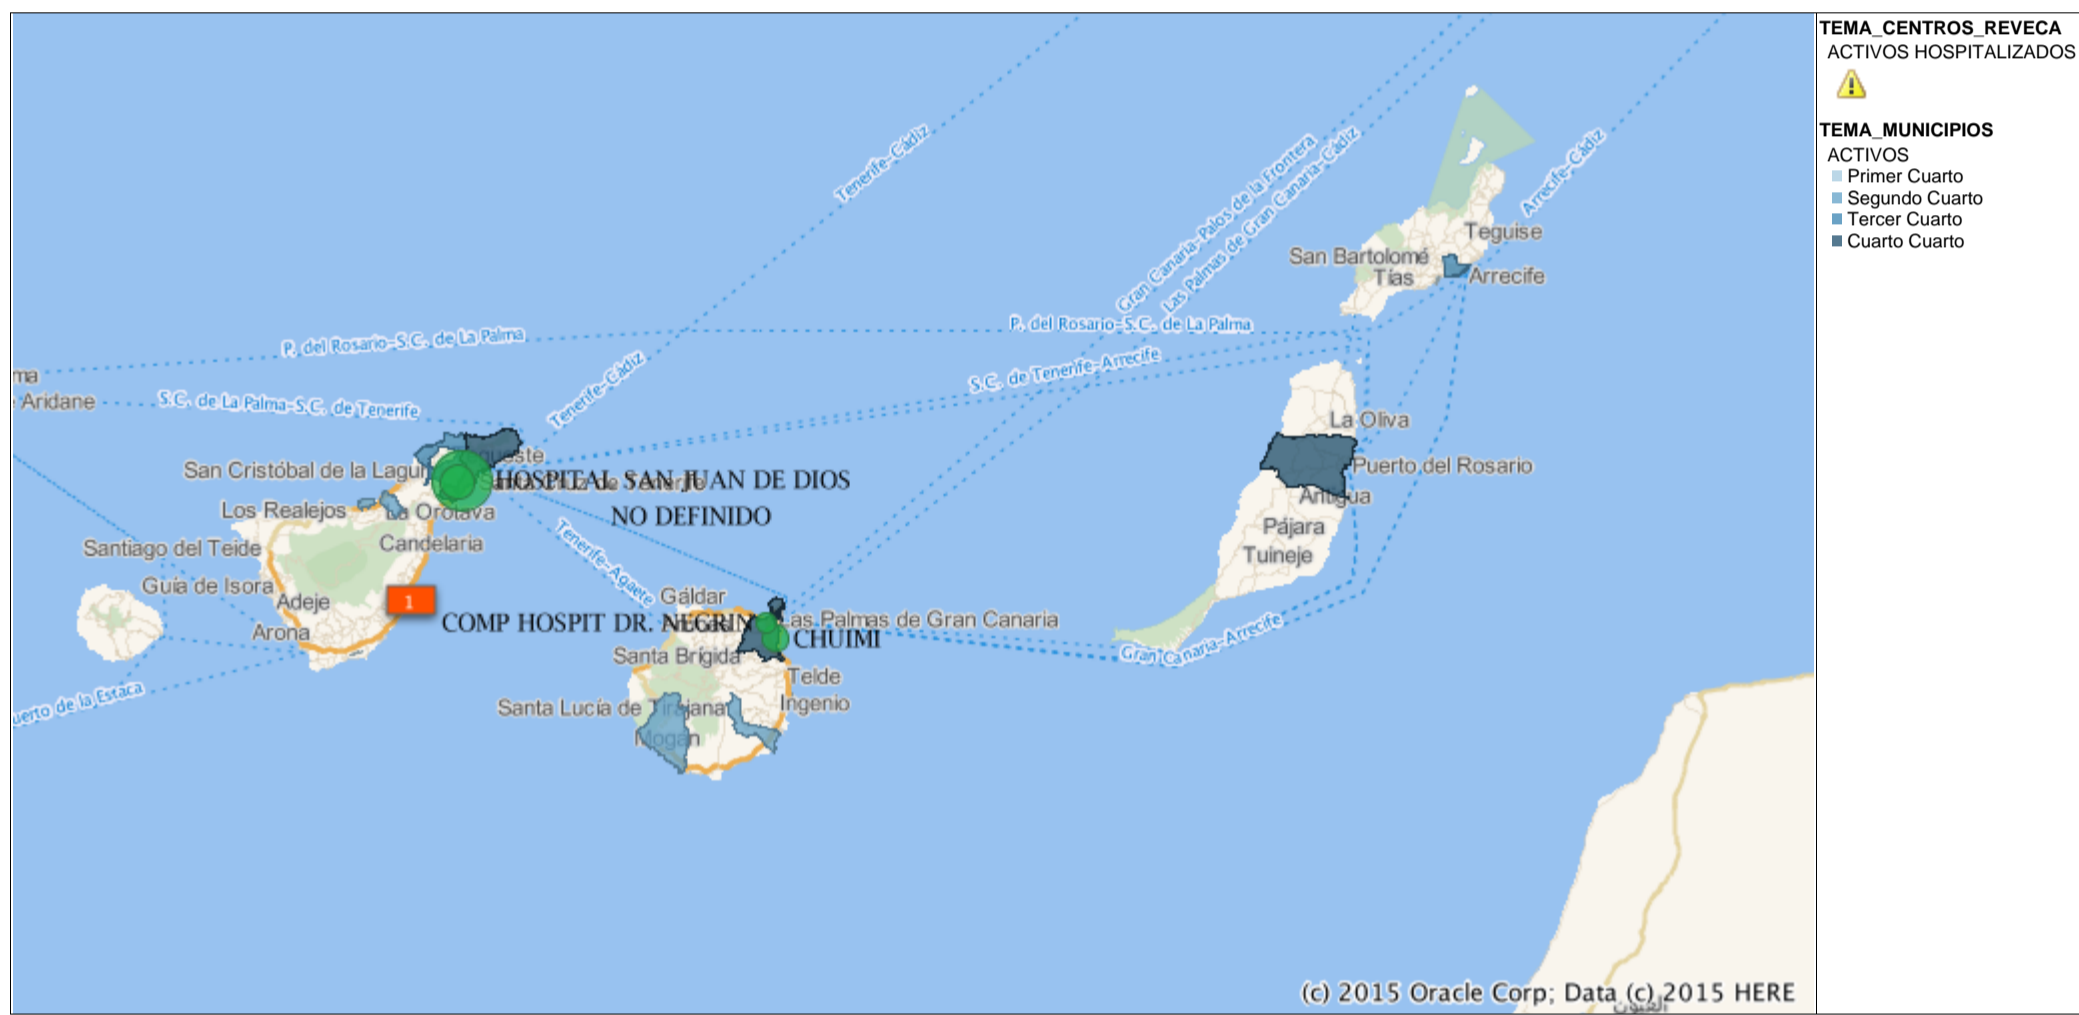 TEMA_CENTROS_REVECA
ACTIVOS HOSPITALIZADOS
TEMA_MUNICIPIOS
ACTIVOS
Primer Cuarto
Segundo Cuarto
Tercer Cuarto
Cuarto Cuarto
Tenerife-Cádiz
Gran Canaria-Palos de la Frontera
Las Palmas de Gran Canaria-Cádiz
Arrecife-Cádiz
Teguise
San Bartolomé
Tías
Arrecife
P. del Rosario-S.C. de La Palma
P. del Rosario-S.C. de La Palma
S.C. de Tenerife-Arrecife
Tenerife-Cádiz
ma
Aridane
S.C. de La Palma-S.C. de Tenerife
La Oliva
Puerto del Rosario
Antigua
Pájara
Tuineje
San Cristóbal de la Lagu
HOSPITAL SAN JUAN DE DIOS
NO DEFINIDO
Los Realejos
La Orotava
Candelaria
Santiago del Teide
Guía de Isora
Adeje
Arona
1
Tenerife-Agaete
Gáldar
COMP HOSPIT DR. NEGRIN
Las Palmas de Gran Canaria
CHUIMI
Santa Brígida
Telde
Ingenio
Santa Lucía de Tirajana
Mogán
Gran Canaria-Arrecife
uerto de la Estaca
(c) 2015 Oracle Corp; Data (c) 2015 HERE